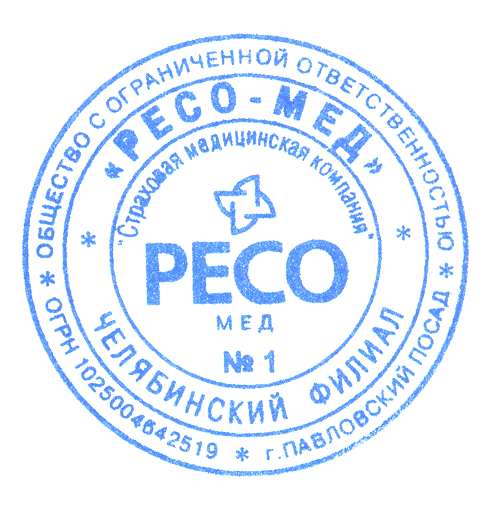 ОБЩЕСТВО С ОГРАНИЧЕННОЙ ОТВЕТСТВЕННОСТЬЮ
* ОГРН 1025004642519 * г.ПАВЛОВСКИЙ ПОСАД *
«РЕСО-МЕД»
* ЧЕЛЯБИНСКИЙ ФИЛИАЛ *
"Страховая медицинская компания"
РЕСО
МЕД
№ 1